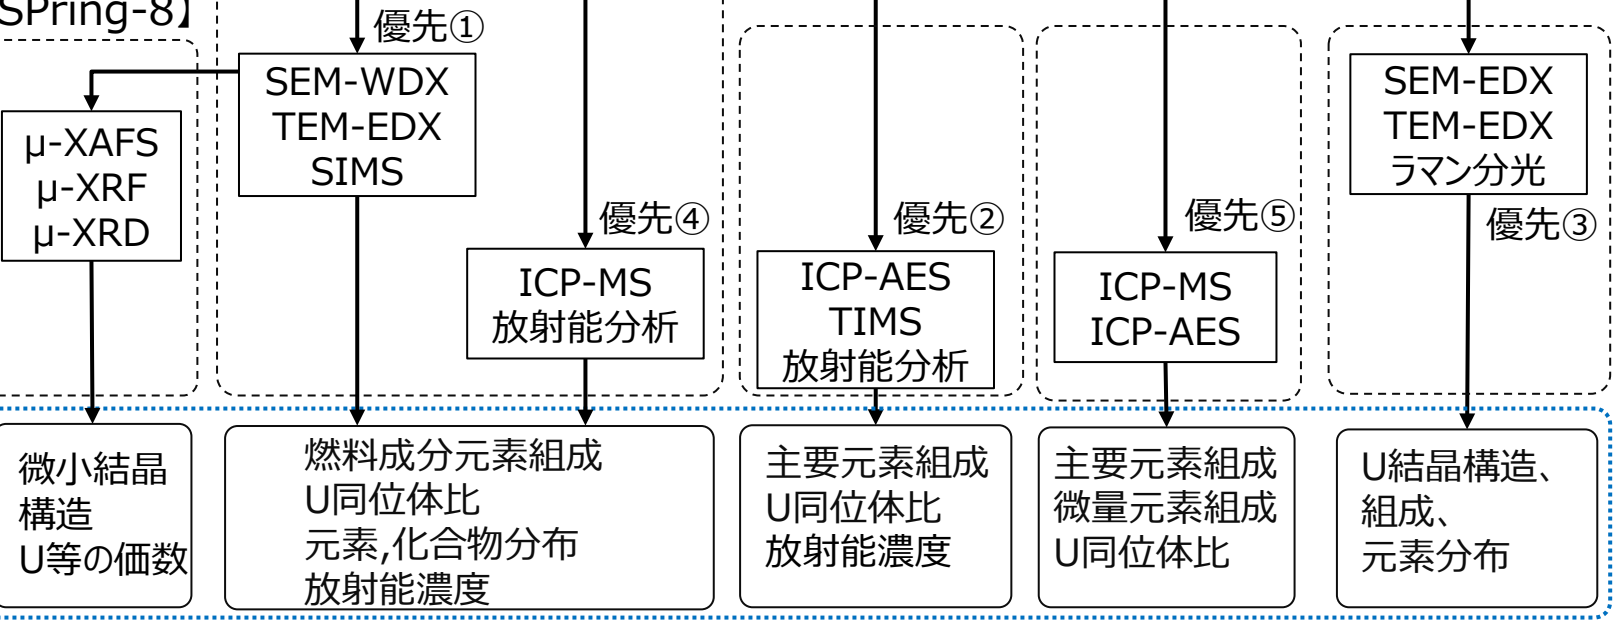 SPring-8】
優先①
SEM-WDX
TEM-EDX
SIMS
μ-XAFS
μ-XRF
μ-XRD
優先④
ICP-MS
放射能分析
優先②
ICP-AES
TIMS
放射能分析
優先⑤
ICP-MS
ICP-AES
SEM-EDX
TEM-EDX
ラマン分光
優先③
微小結晶
構造
U等の価数
燃料成分元素組成
U同位体比
元素,化合物分布
放射能濃度
主要元素組成
U同位体比
放射能濃度
主要元素組成
微量元素組成
U同位体比
U結晶構造、
組成、
元素分布